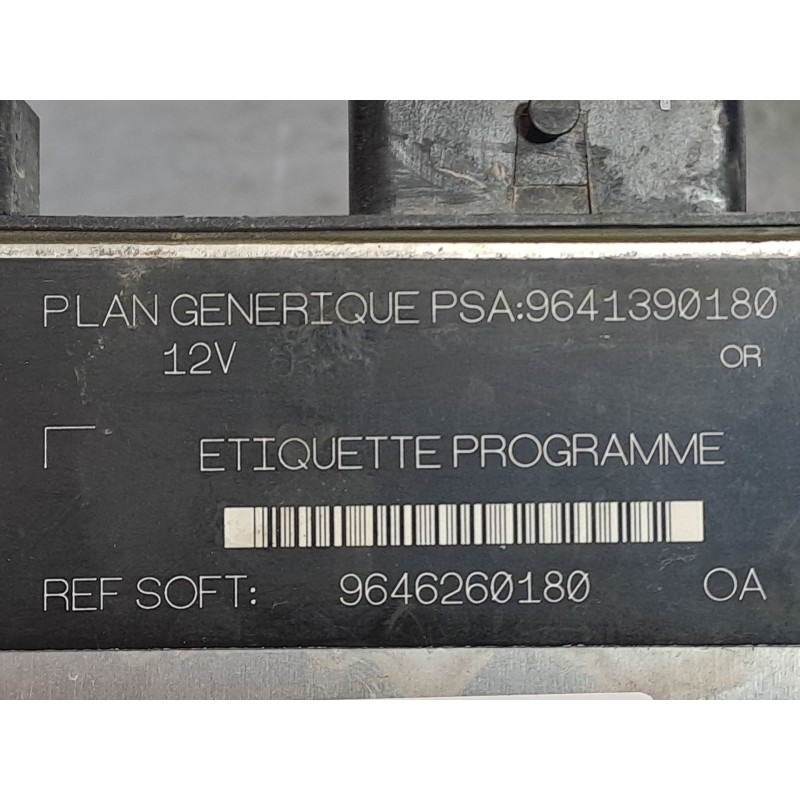 PLAN GENERIQUE PSA:9641390180
12V OR
ETIQUETTE PROGRAMME
REF SOFT: 9646260180 OA